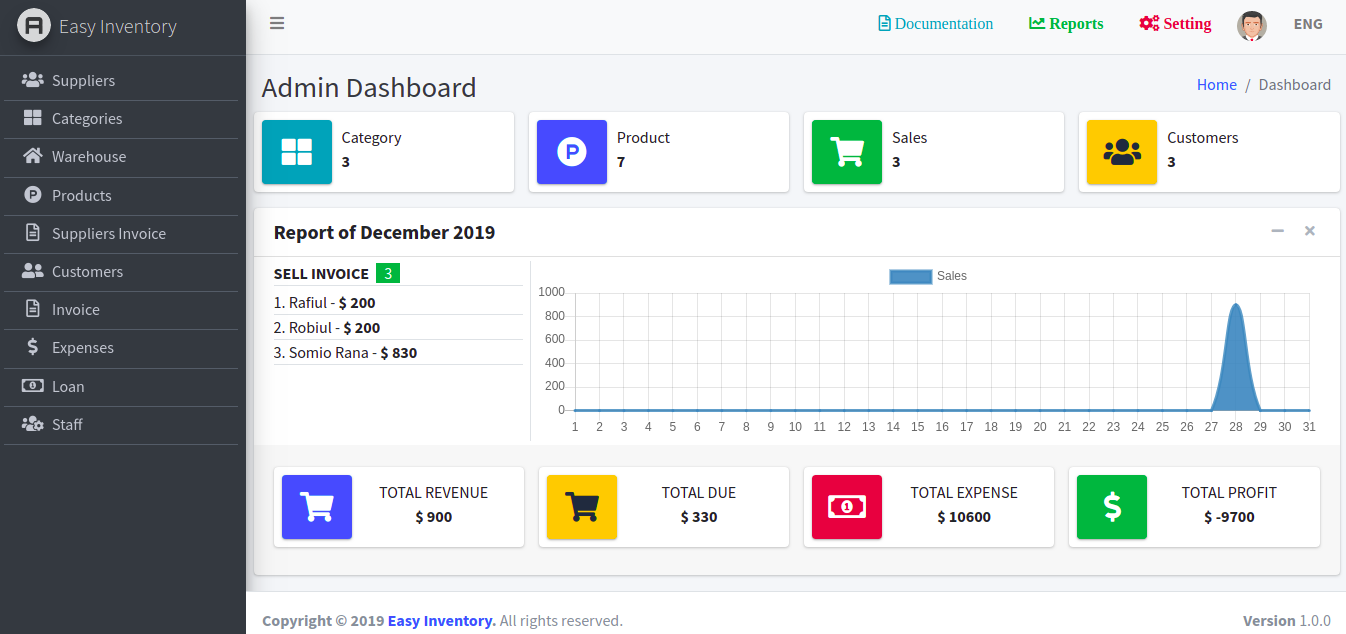 Easy Inventory
Documentation Reports Setting ENG
Suppliers
Categories
Warehouse
Products
Suppliers Invoice
Customers
Invoice
Expenses
Loan
Staff
Admin Dashboard
Home / Dashboard
Category
3
Product
7
Sales
3
Customers
3
Report of December 2019
SELL INVOICE 3
1. Rafiul - $ 200
2. Robiul - $ 200
3. Somio Rana - $ 830
Sales
1000
800
600
400
200
0
1 2 3 4 5 6 7 8 9 10 11 12 13 14 15 16 17 18 19 20 21 22 23 24 25 26 27 28 29 30 31
TOTAL REVENUE
$ 900
TOTAL DUE
$ 330
TOTAL EXPENSE
$ 10600
TOTAL PROFIT
$ -9700
Copyright © 2019 Easy Inventory. All rights reserved.
Version 1.0.0